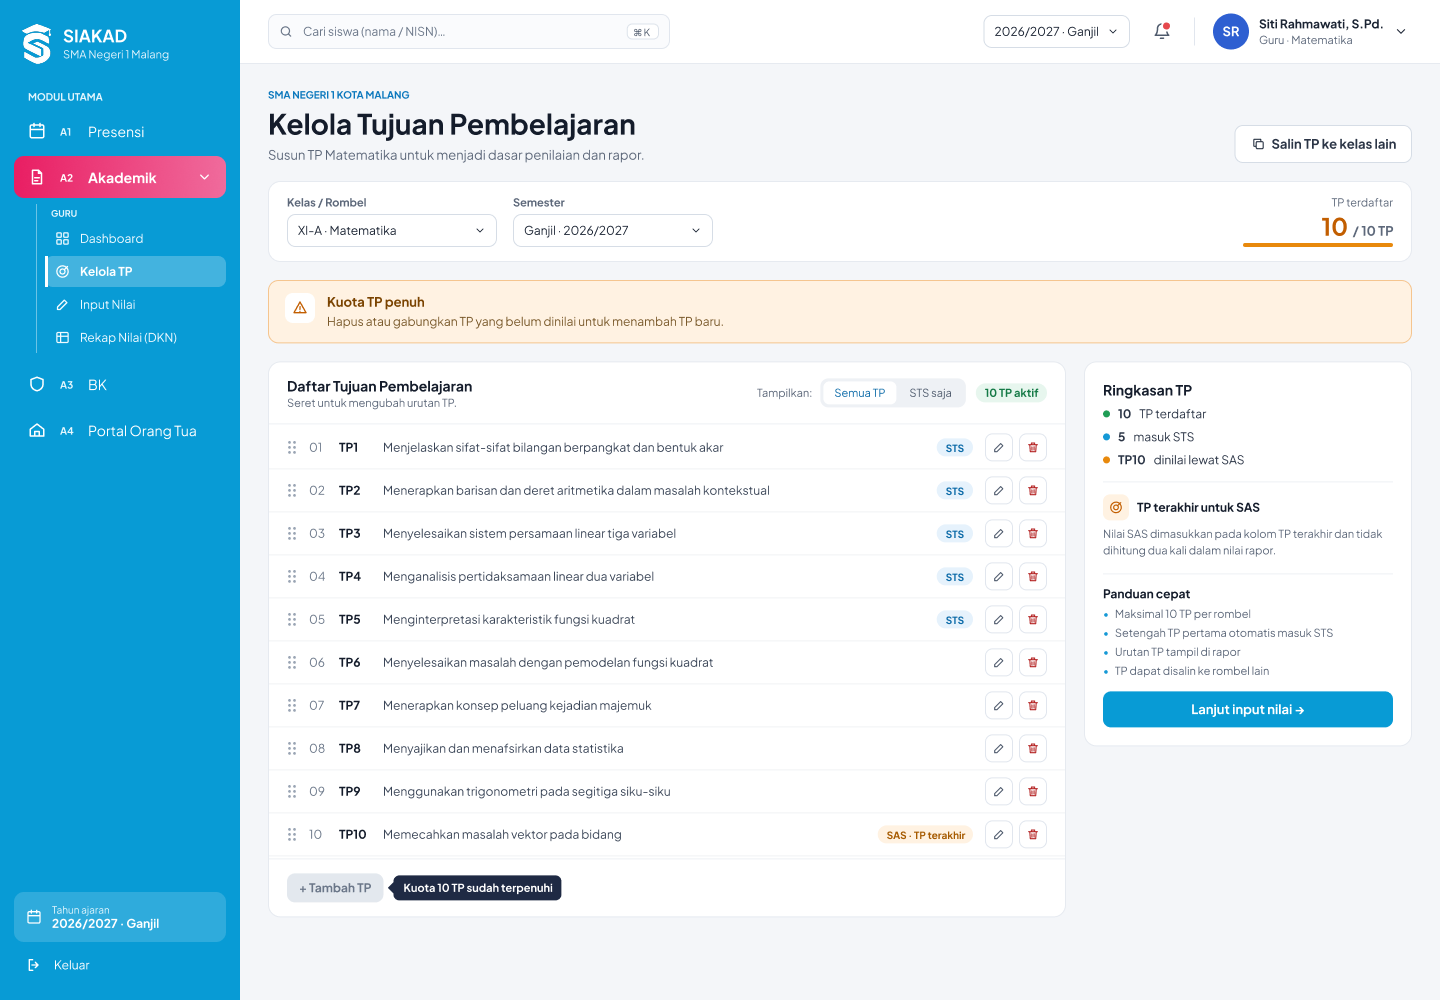 SIAKAD
SMA Negeri 1 Malang
MODUL UTAMA
A1 Presensi
A2 Akademik
GURU
Dashboard
Kelola TP
Input Nilai
Rekap Nilai (DKN)
A3 BK
A4 Portal Orang Tua
Tahun ajaran
2026/2027 · Ganjil
Keluar
Cari siswa (nama / NISN)...
⌘K
2026/2027 · Ganjil
SR
Siti Rahmawati, S.Pd.
Guru · Matematika
SMA NEGERI 1 KOTA MALANG
Kelola Tujuan Pembelajaran
Susun TP Matematika untuk menjadi dasar penilaian dan rapor.
Salin TP ke kelas lain
Kelas / Rombel
XI-A · Matematika
Semester
Ganjil · 2026/2027
TP terdaftar
10 / 10 TP
Kuota TP penuh
Hapus atau gabungkan TP yang belum dinilai untuk menambah TP baru.
Daftar Tujuan Pembelajaran
Seret untuk mengubah urutan TP.
Tampilkan: Semua TP STS saja 10 TP aktif
01 TP1 Menjelaskan sifat-sifat bilangan berpangkat dan bentuk akar STS
02 TP2 Menerapkan barisan dan deret aritmetika dalam masalah kontekstual STS
03 TP3 Menyelesaikan sistem persamaan linear tiga variabel STS
04 TP4 Menganalisis pertidaksamaan linear dua variabel STS
05 TP5 Menginterpretasi karakteristik fungsi kuadrat STS
06 TP6 Menyelesaikan masalah dengan pemodelan fungsi kuadrat
07 TP7 Menerapkan konsep peluang kejadian majemuk
08 TP8 Menyajikan dan menafsirkan data statistika
09 TP9 Menggunakan trigonometri pada segitiga siku-siku
10 TP10 Memecahkan masalah vektor pada bidang SAS · TP terakhir
+ Tambah TP
Kuota 10 TP sudah terpenuhi
Ringkasan TP
10 TP terdaftar
5 masuk STS
TP10 dinilai lewat SAS
TP terakhir untuk SAS
Nilai SAS dimasukkan pada kolom TP terakhir dan tidak
dihitung dua kali dalam nilai rapor.
Panduan cepat
• Maksimal 10 TP per rombel
• Setengah TP pertama otomatis masuk STS
• Urutan TP tampil di rapor
• TP dapat disalin ke rombel lain
Lanjut input nilai →